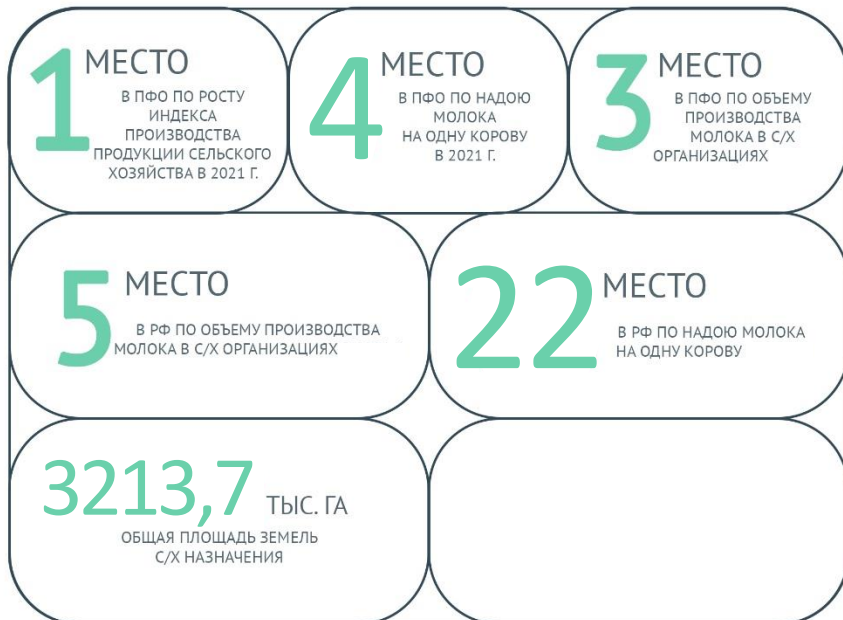 1 МЕСТО
В ПФО ПО РОСТУ
ИНДЕКСА
ПРОИЗВОДСТВА
ПРОДУКЦИИ СЕЛЬСКОГО
ХОЗЯЙСТВА В 2021 Г.
4 МЕСТО
В ПФО ПО НАДОЮ
МОЛОКА
НА ОДНУ КОРОВУ
В 2021 Г.
3 МЕСТО
В ПФО ПО ОБЪЕМУ
ПРОИЗВОДСТВА
МОЛОКА В С/Х
ОРГАНИЗАЦИЯХ
5 МЕСТО
В РФ ПО ОБЪЕМУ ПРОИЗВОДСТВА
МОЛОКА В С/Х ОРГАНИЗАЦИЯХ
22 МЕСТО
В РФ ПО НАДОЮ МОЛОКА
НА ОДНУ КОРОВУ
3213,7 ТЫС. ГА
ОБЩАЯ ПЛОЩАДЬ ЗЕМЕЛЬ
С/Х НАЗНАЧЕНИЯ